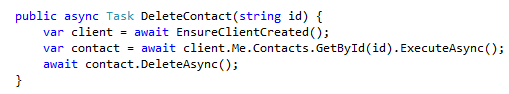 public async Task DeleteContact(string id) {
    var client = await EnsureClientCreated();
    var contact = await client.Me.Contacts.GetById(id).ExecuteAsync();
    await contact.DeleteAsync();
}